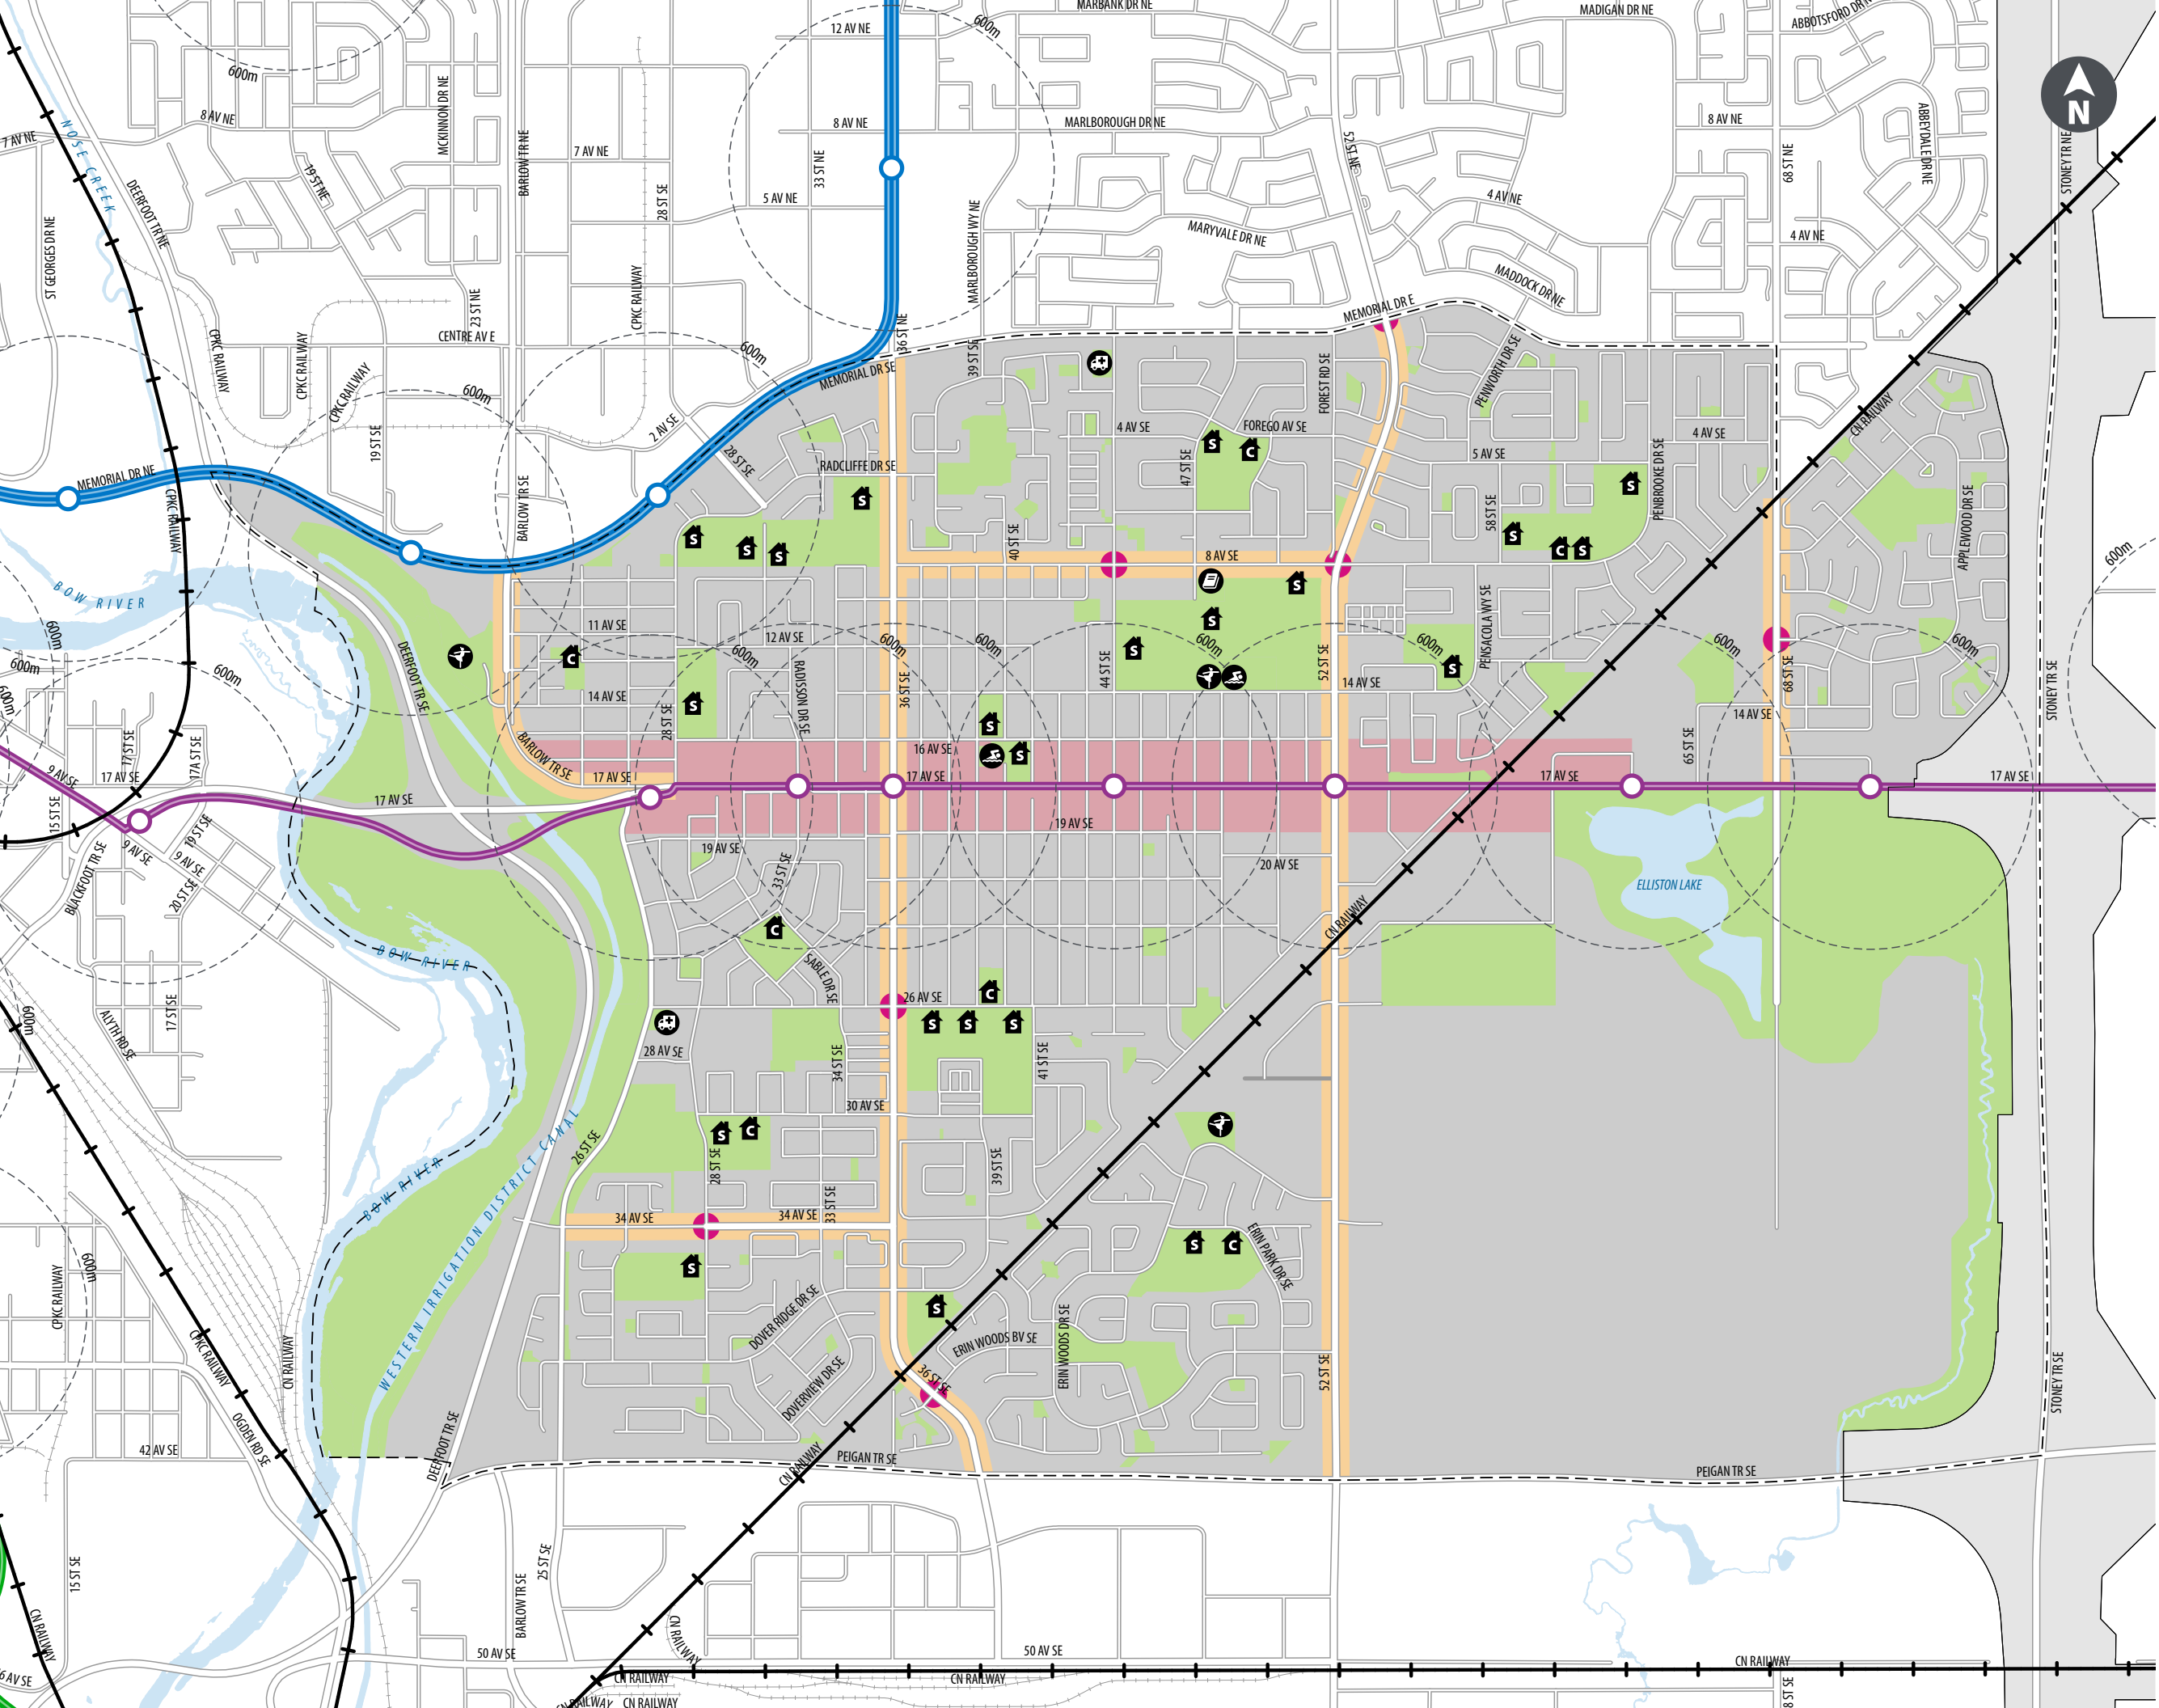 MARBANK DR NE
MADIGAN DR NE
ABBOTSFORD DR NE
12 AV NE
600m
600m
N
MCKINNON DR NE
8 AV NE
7 AV NE
NOSE CREEK
8 AV NE
MARLBOROUGH DR NE
8 AV NE
ABBEYDALE DR NE
52 ST NE
68 ST NE
STONEY TR NE
BARLOW TR NE
7 AV NE
33 ST NE
28 ST SE
19 ST NE
DEERFOOT TR NE
5 AV NE
4 AV NE
MARYVALE DR NE
4 AV NE
ST GEORGES DR NE
MARLBOROUGH WY NE
MADDOCK DR NE
CPKC RAILWAY
23 ST NE
MEMORIAL DR E
CENTRE AV E
36 ST NE
39 ST SE
600m
CPKC RAILWAY
CPKC RAILWAY
CPKC RAILWAY
MEMORIAL DR SE
FOREST RD SE
PENWORTH DR SE
600m
CN RAILWAY
2 AV SE
4 AV SE
FOREGO AV SE
4 AV SE
19 ST SE
28 ST SE
RADCLIFFE DR SE
47 ST SE
5 AV SE
PENBROOKE DR SE
S
C
MEMORIAL DR NE
CPKC RAILWAY
BARLOW TR SE
S
S
58 ST SE
APPLEWOOD DR SE
S
S
S
40 ST SE
8 AV SE
S
C
S
600m
BOW RIVER
S
PENSACOLA WY SE
11 AV SE
12 AV SE
S
600m
600m
600m
600m
600m
600m
600m
600m
600m
600m
600m
DEERFOOT TR SE
C
RADISSON DR SE
44 ST SE
S
52 ST SE
S
68 ST SE
STONEY TR SE
14 AV SE
28 ST SE
S
36 ST SE
14 AV SE
14 AV SE
S
65 ST SE
17 ST SE
17A ST SE
BARLOW TR SE
16 AV SE
S
9 AV SE
17 AV SE
17 AV SE
17 AV SE
17 AV SE
17 AV SE
17 AV SE
15 ST SE
19 ST SE
19 AV SE
9 AV SE
9 AV SE
19 AV SE
20 AV SE
33 ST SE
20 ST SE
BLACKFOOT TR SE
ELLISTON LAKE
CN RAILWAY
C
BOW RIVER
SABLE DR SE
C
26 AV SE
17 ST SE
ALYTH RD SE
600m
S
S
S
28 AV SE
34 ST SE
41 ST SE
30 AV SE
S
C
26 ST SE
28 ST SE
39 ST SE
BOW RIVER
WESTERN IRRIGATION DISTRICT CANAL
34 AV SE
34 AV SE
33 ST SE
S
C
ERIN PARK DR SE
S
600m
CPKC RAILWAY
DOVER RIDGE DR SE
S
ERIN WOODS BV SE
ERIN WOODS DR SE
CPKC RAILWAY
CN RAILWAY
DOVERVIEW DR SE
36 ST SE
52 ST SE
STONEY TR SE
OGDEN RD SE
42 AV SE
DEERFOOT TR SE
CN RAILWAY
PEIGAN TR SE
PEIGAN TR SE
15 ST SE
25 ST SE
BARLOW TR SE
CN RAILWAY
CN RAILWAY
50 AV SE
50 AV SE
CN RAILWAY
CN RAILWAY
CN RAILWAY
CN RAILWAY